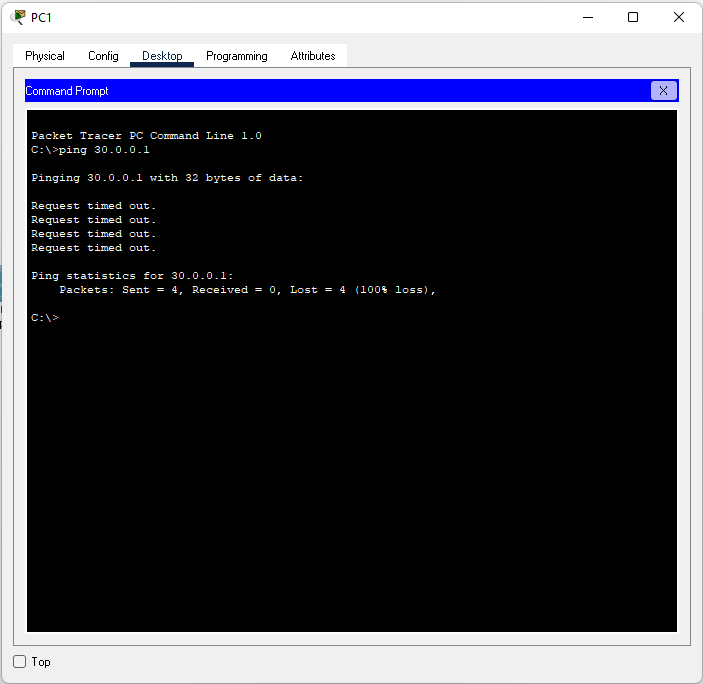 PC1
Physical Config Desktop Programming Attributes
Command Prompt X
Packet Tracer PC Command Line 1.0
C:\>ping 30.0.0.1
Pinging 30.0.0.1 with 32 bytes of data:
Request timed out.
Request timed out.
Request timed out.
Request timed out.
Ping statistics for 30.0.0.1:
Packets: Sent = 4, Received = 0, Lost = 4 (100% loss),
C:\>
Top